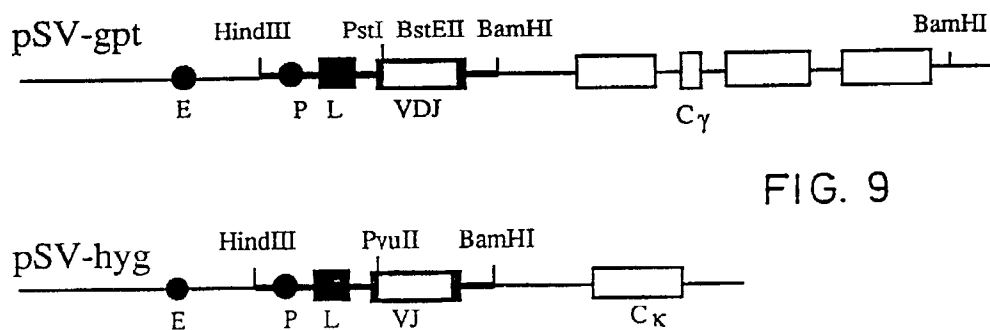 pSV-gpt
HindIII PstI BstEII BamHI BamHI
E P L VDJ Cγ
FIG. 9
pSV-hyg
HindIII PvuII BamHI
E P L VJ Cκ